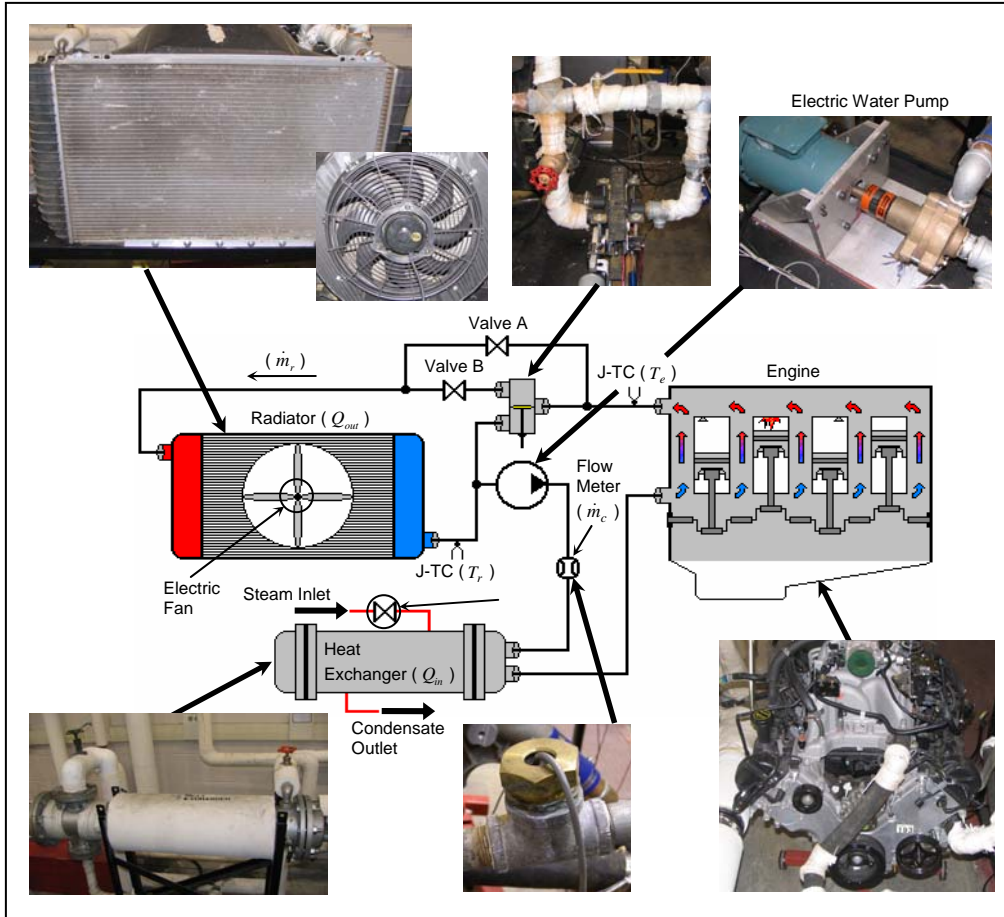 Electric Water Pump
Valve A
( ṁr )
Valve B
J-TC ( Te )
Engine
Radiator ( Qout )
Flow
Meter
( ṁc )
J-TC ( Tr )
Electric
Fan
Steam Inlet
Heat
Exchanger ( Qin )
Condensate
Outlet